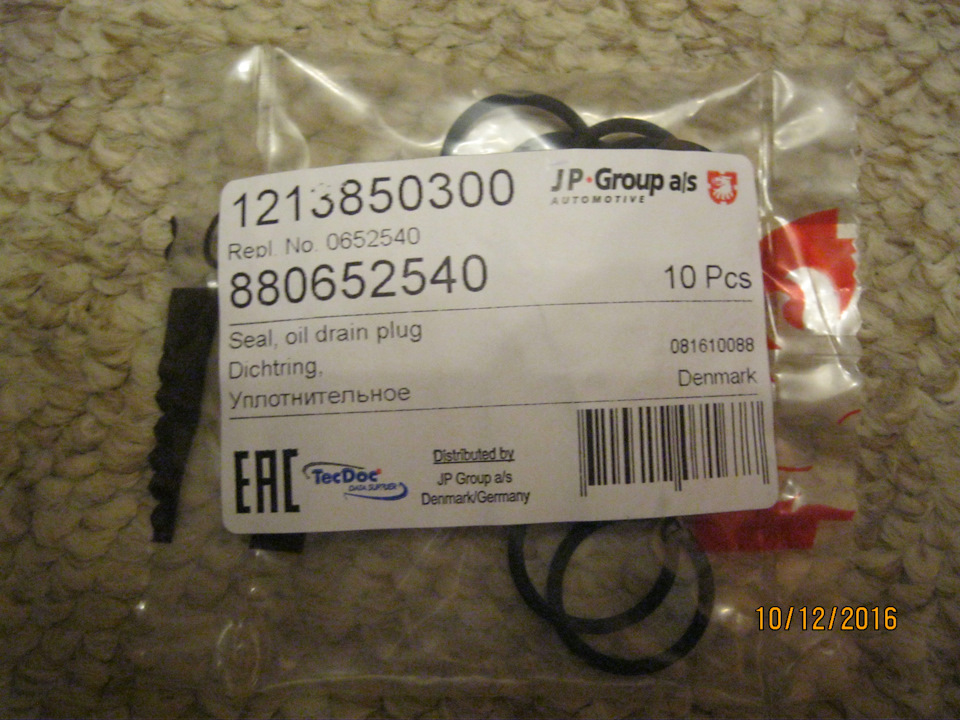 1213850300
JP Group a/s
AUTOMOTIVE
Repl. No. 0652540
880652540
10 Pcs
Seal, oil drain plug
081610088
Dichtring,
Denmark
Уплотнительное
EAC
TecDoc
DATA SUPPLIER
Distributed by
JP Group a/s
Denmark/Germany
10/12/2016